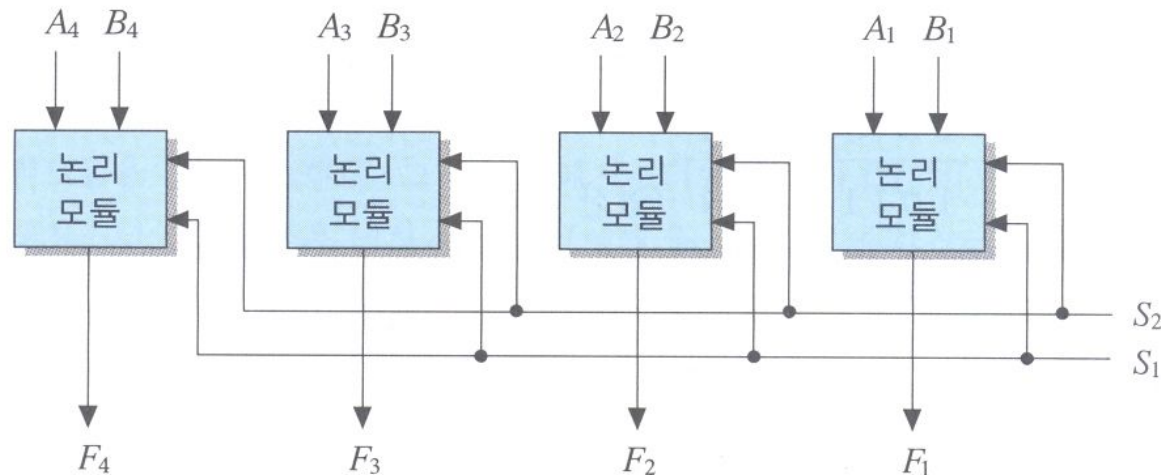 A4 B4 A3 B3 A2 B2 A1 B1
논리 논리 논리 논리
모듈 모듈 모듈 모듈
S2
S1
F4 F3 F2 F1